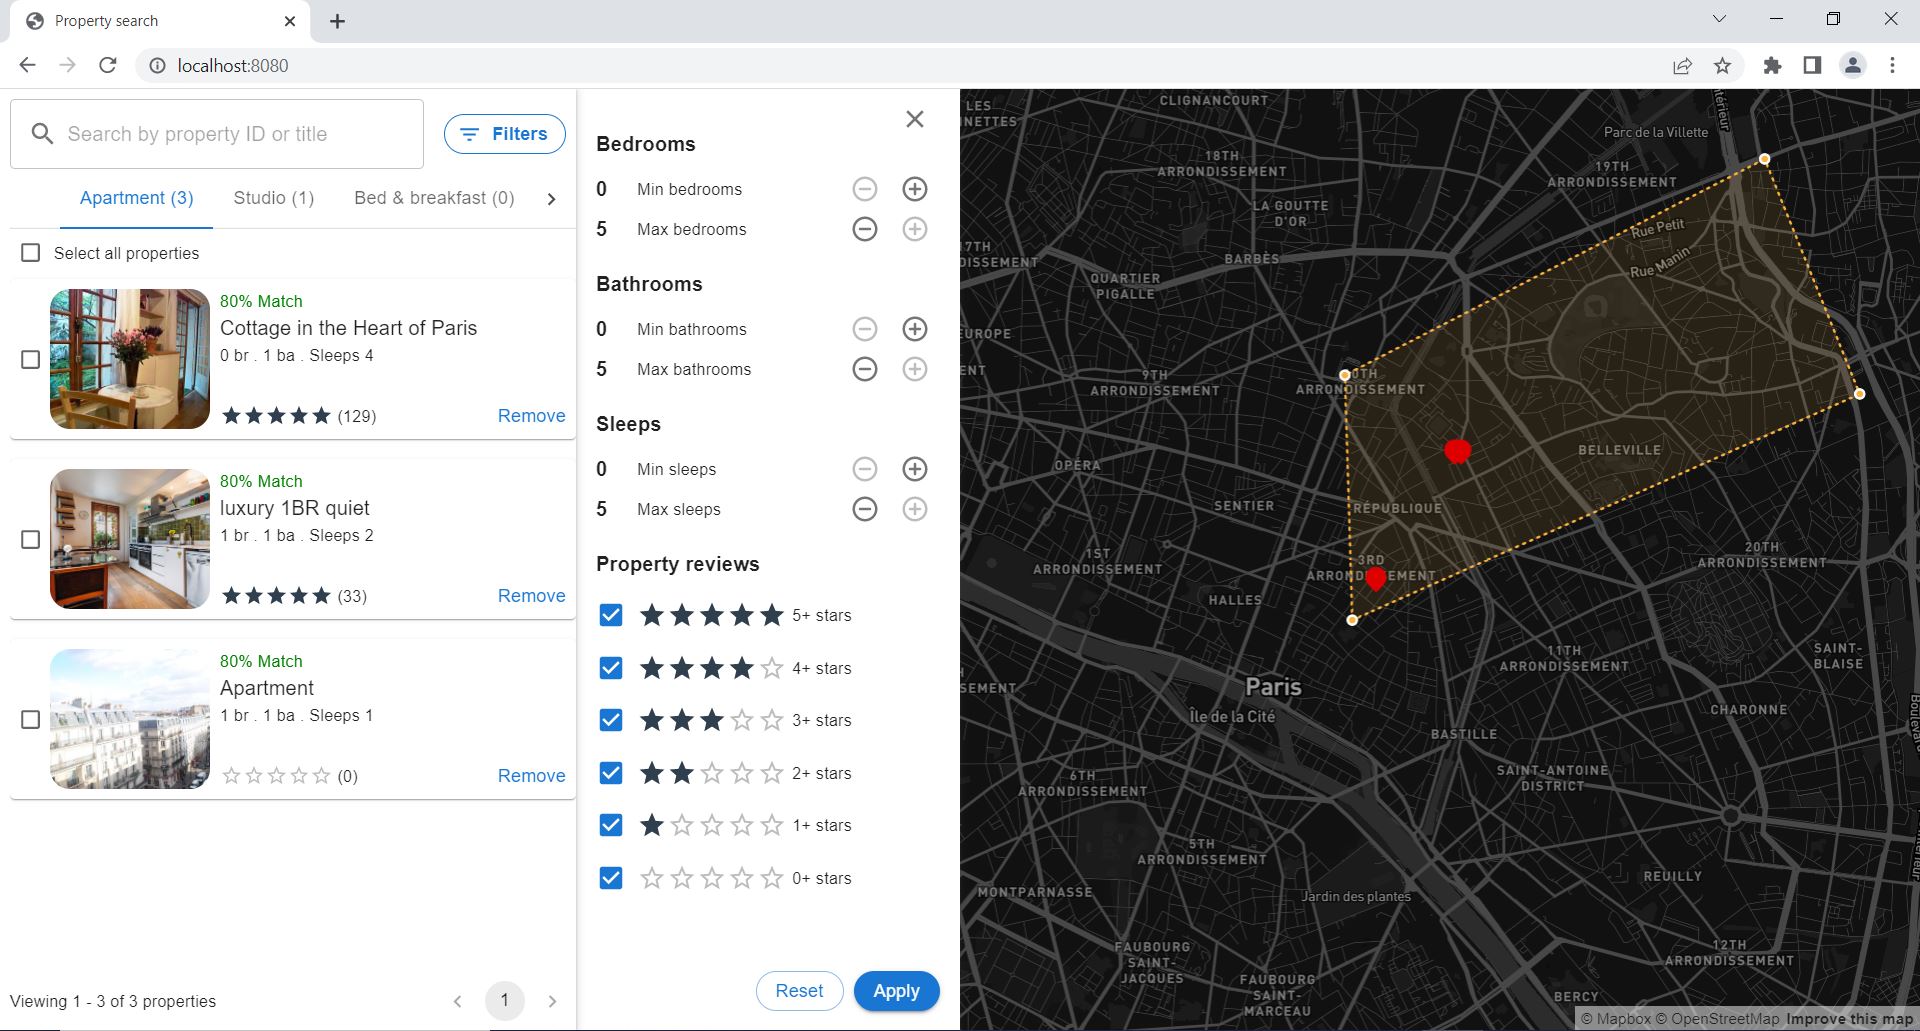 Property search
localhost:8080
Search by property ID or title
Filters
Apartment (3)
Studio (1)
Bed & breakfast (0)
Select all properties
80% Match
Cottage in the Heart of Paris
0 br . 1 ba . Sleeps 4
(129)
Remove
80% Match
luxury 1BR quiet
1 br . 1 ba . Sleeps 2
(33)
Remove
80% Match
Apartment
1 br . 1 ba . Sleeps 1
(0)
Remove
Viewing 1 - 3 of 3 properties
1
Bedrooms
0 Min bedrooms
5 Max bedrooms
Bathrooms
0 Min bathrooms
5 Max bathrooms
Sleeps
0 Min sleeps
5 Max sleeps
Property reviews
5+ stars
4+ stars
3+ stars
2+ stars
1+ stars
0+ stars
Reset
Apply
LES
INETTES
CLIGNANCOURT
Parc de la Villette
18TH
ARRONDISSEMENT
19TH
ARRONDISSEMENT
LA GOUTTE
D'OR
Rue Petit
Rue Manin
17TH
DISSEMENT
BARBÈS
QUARTIER
PIGALLE
EUROPE
9TH
ARRONDISSEMENT
0TH
ARRONDISSEMENT
BELLEVILLE
OPÉRA
SENTIER
RÉPUBLIQUE
1ST
ARRONDISSEMENT
3RD
20TH
ARRONDISSEMENT
HALLES
11TH
ARRONDISSEMENT
SAINT-
BLAISE
SEMENT
Paris
Île de la Cité
CHARONNE
BASTILLE
6TH
ARRONDISSEMENT
SAINT-ANTOINE
DISTRICT
5TH
ARRONDISSEMENT
MONTPARNASSE
Jardin des plantes
REUILLY
FAUBOURG
SAINT-
JACQUES
FAUBOURG
SAINT-
MARCEAU
12TH
ARRONDISSEMENT
BERCY
© Mapbox © OpenStreetMap Improve this map